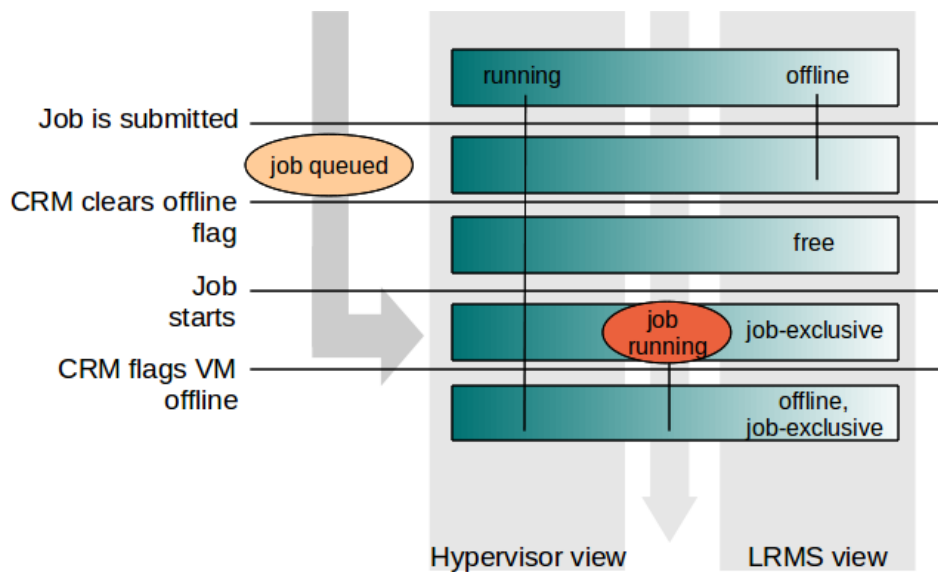 running
offline
Job is submitted
job queued
CRM clears offline
flag
free
Job
starts
job
running
job-exclusive
CRM flags VM
offline
offline,
job-exclusive
Hypervisor view
LRMS view